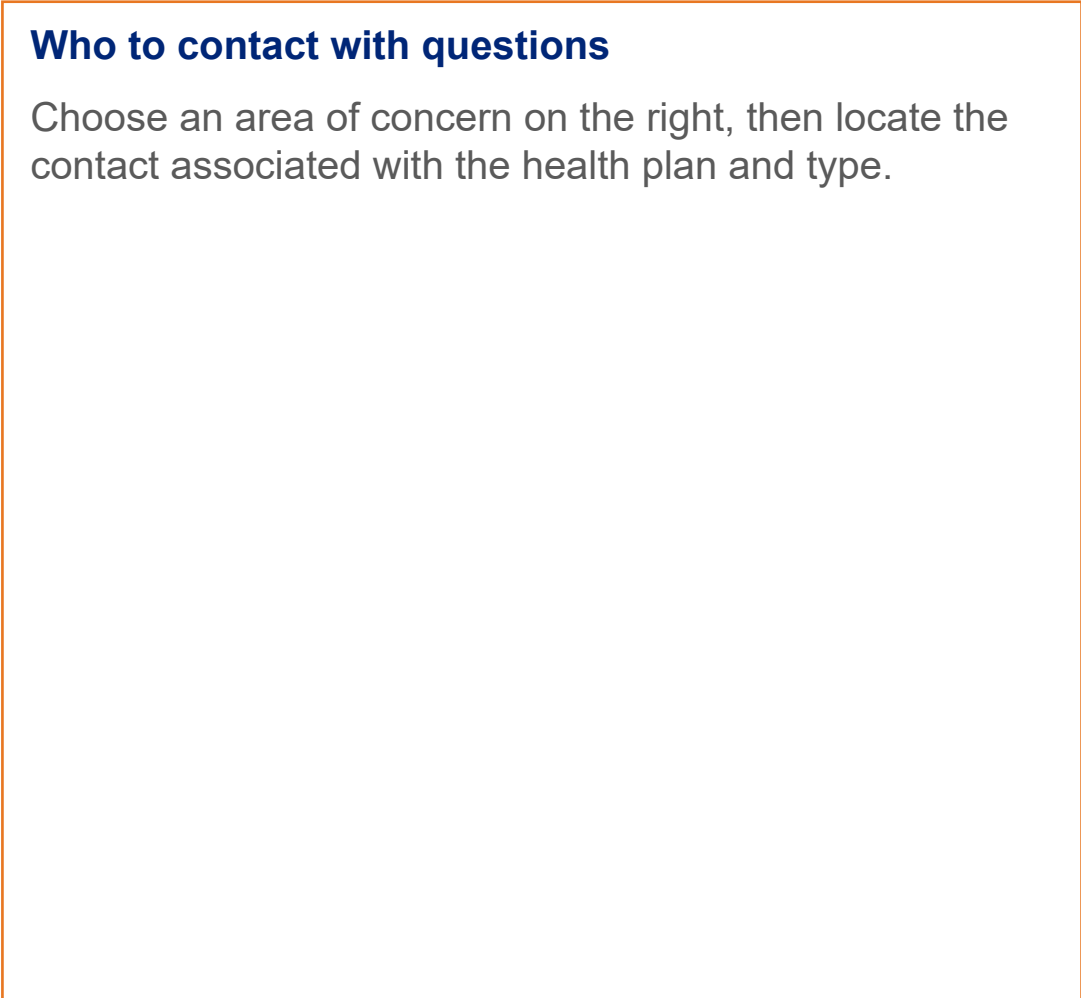 Who to contact with questions
Choose an area of concern on the right, then locate the
contact associated with the health plan and type.